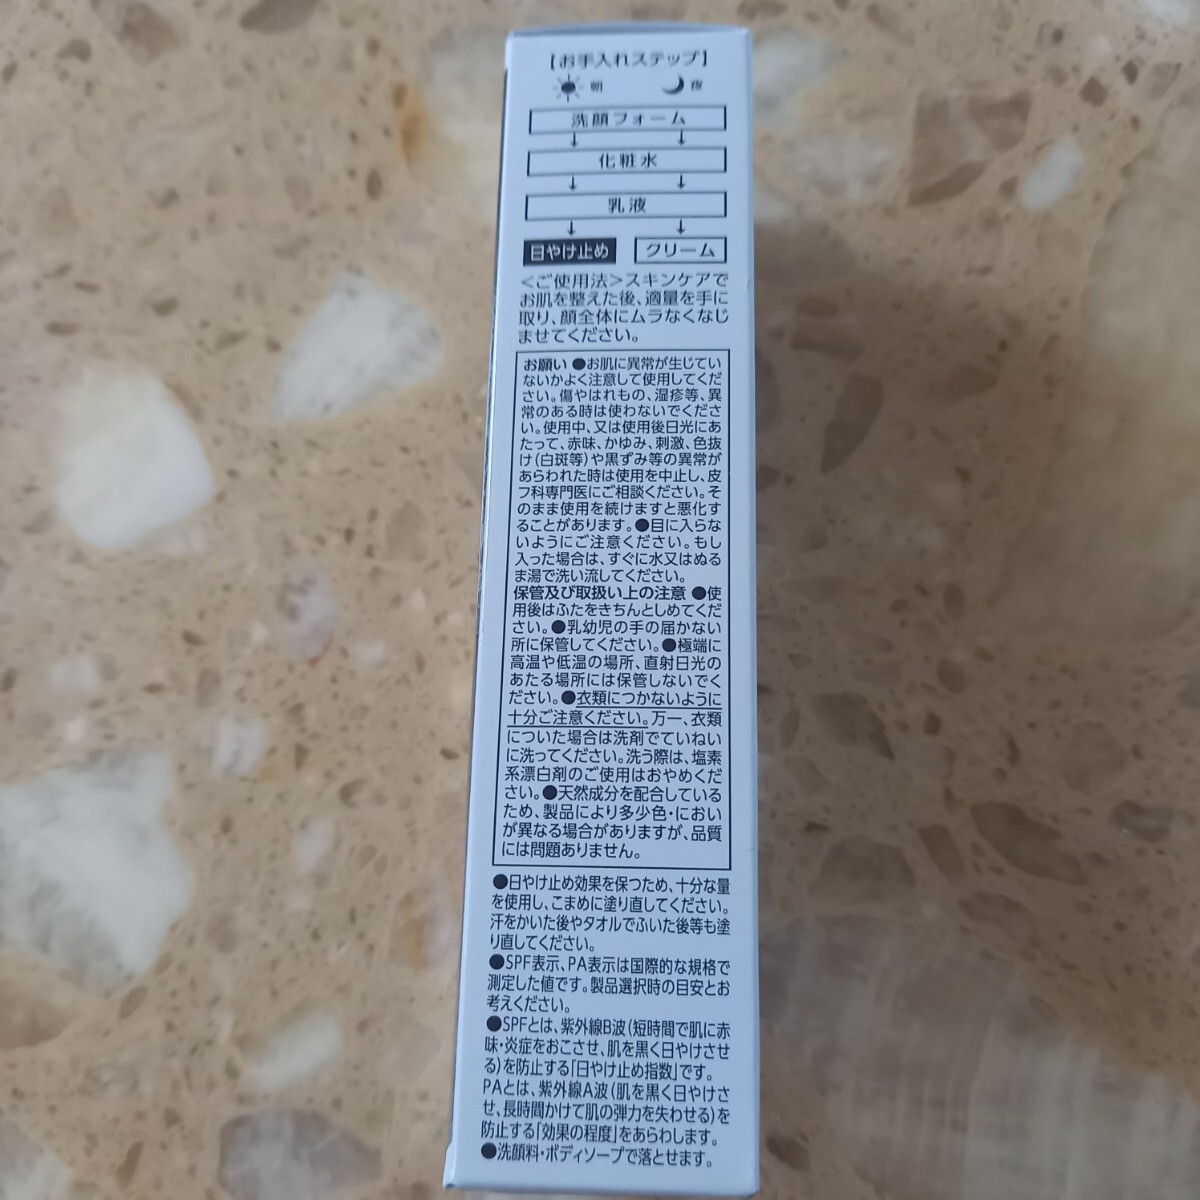 【お手入れステップ】
朝 夜
洗顔フォーム
化粧水
乳液
日やけ止め クリーム
＜ご使用法＞スキンケアで
お肌を整えた後、適量を手に
取り、顔全体にムラなくなじ
ませてください。
お願い ●お肌に異常が生じてい
ないかよく注意して使用してくだ
さい。傷やはれもの、湿疹等、異
常のある時は使わないでくださ
い。使用中、又は使用後日光にあ
たって、赤味、かゆみ、刺激、色抜
け(白斑等)や黒ずみ等の異常が
あらわれた時は使用を中止し、皮
フ科専門医にご相談ください。そ
のまま使用を続けますと悪化す
ることがあります。●目に入らな
いようにご注意ください。もし
入った場合は、すぐに水又はぬる
ま湯で洗い流してください。
保管及び取扱い上の注意 ●使
用後はふたをきちんとしめてくだ
さい。●乳幼児の手の届かない
所に保管してください。●極端に
高温や低温の場所、直射日光の
あたる場所には保管しないでく
ださい。●衣類につかないように
十分ご注意ください。万一、衣類
についた場合は洗剤でていねい
に洗ってください。洗う際は、塩素
系漂白剤のご使用はおやめくだ
さい。●天然成分を配合している
ため、製品により多少色・におい
が異なる場合がありますが、品質
には問題ありません。
●日やけ止め効果を保つため、十分な量
を使用し、こまめに塗り直してください。
汗をかいた後やタオルでふいた後等も塗
り直してください。
●SPF表示、PA表示は国際的な規格で
測定した値です。製品選択時の目安とお
考えください。
●SPFとは、紫外線B波(短時間で肌に赤
味・炎症をおこさせ、肌を黒く日やけさせ
る)を防止する「日やけ止め指数」です。
PAとは、紫外線A波(肌を黒く日やけさ
せ、長時間かけて肌の弾力を失わせる)を
防止する「効果の程度」をあらわします。
●洗顔料・ボディソープで落とせます。